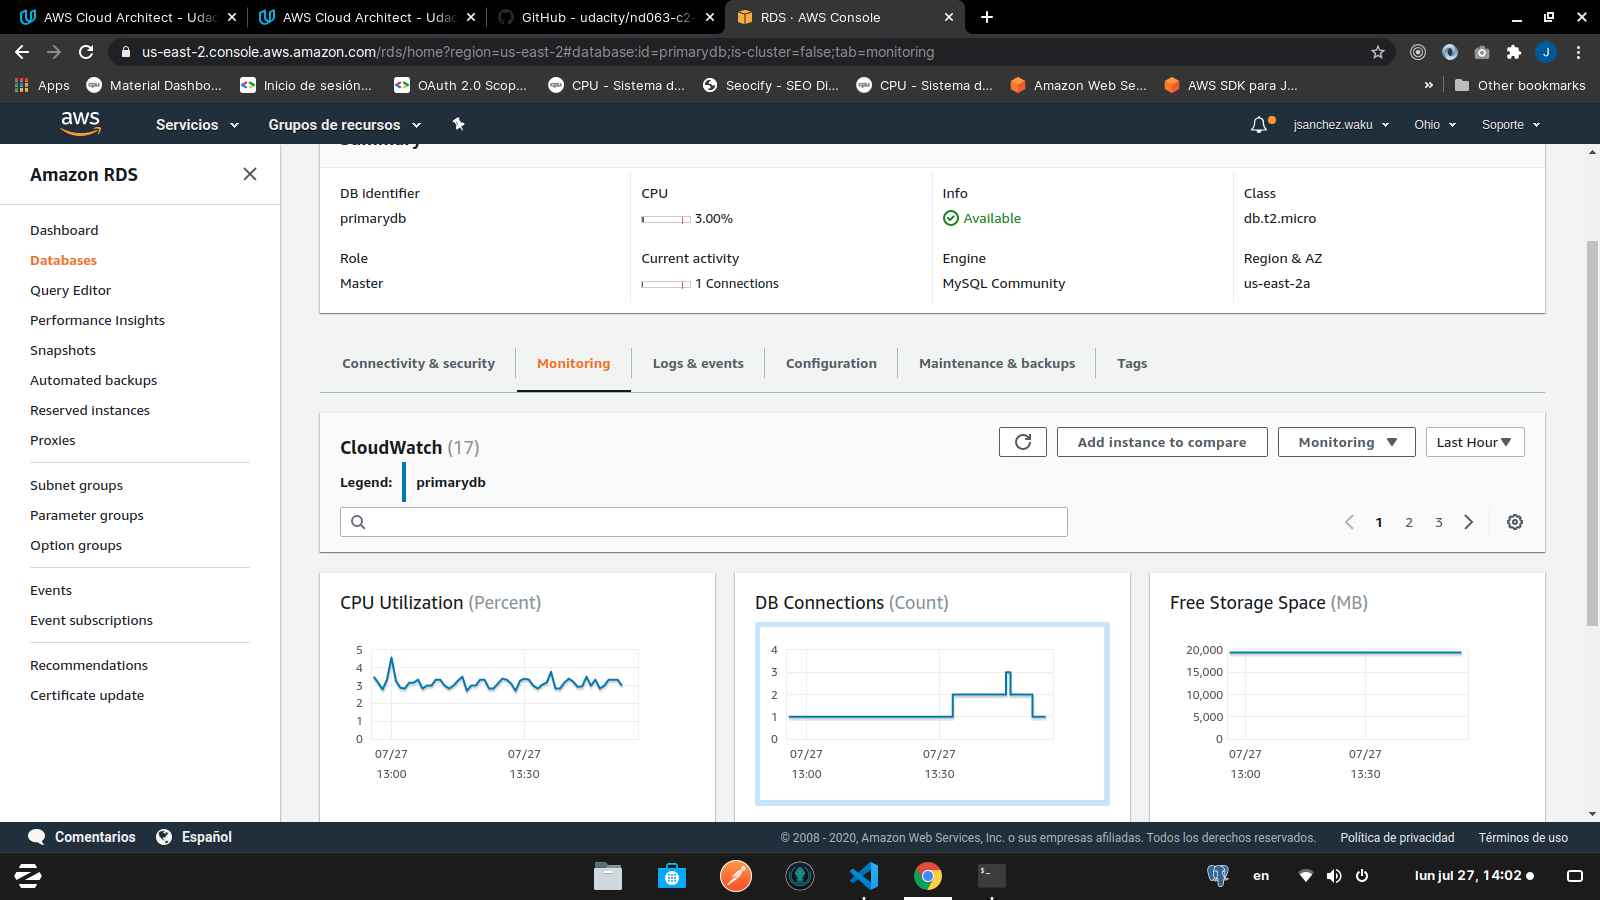 AWS Cloud Architect - Udac
AWS Cloud Architect - Udac
GitHub - udacity/nd063-c2-
RDS · AWS Console
us-east-2.console.aws.amazon.com/rds/home?region=us-east-2#database:id=primarydb;is-cluster=false;tab=monitoring
J
Apps
Material Dashbo...
Inicio de sesión...
OAuth 2.0 Scop...
CPU - Sistema d...
Seocify - SEO Di...
CPU - Sistema d...
Amazon Web Se...
AWS SDK para J...
»
Other bookmarks
aws
Servicios
Grupos de recursos
jsanchez.waku
Ohio
Soporte
Amazon RDS
Dashboard
Databases
Query Editor
Performance Insights
Snapshots
Automated backups
Reserved instances
Proxies
Subnet groups
Parameter groups
Option groups
Events
Event subscriptions
Recommendations
Certificate update
Summary
DB identifier
primarydb
CPU
3.00%
Info
Available
Class
db.t2.micro
Role
Master
Current activity
1 Connections
Engine
MySQL Community
Region & AZ
us-east-2a
Connectivity & security
Monitoring
Logs & events
Configuration
Maintenance & backups
Tags
CloudWatch (17)
Add instance to compare
Monitoring
Last Hour
Legend:
primarydb
1 2 3
CPU Utilization (Percent)
5
4
3
2
1
0
07/27
13:00
07/27
13:30
DB Connections (Count)
4
3
2
1
0
07/27
13:00
07/27
13:30
Free Storage Space (MB)
20,000
15,000
10,000
5,000
0
07/27
13:00
07/27
13:30
Comentarios
Español
© 2008 - 2020, Amazon Web Services, Inc. o sus empresas afiliadas. Todos los derechos reservados.
Política de privacidad
Términos de uso
$-
en
lun jul 27, 14:02